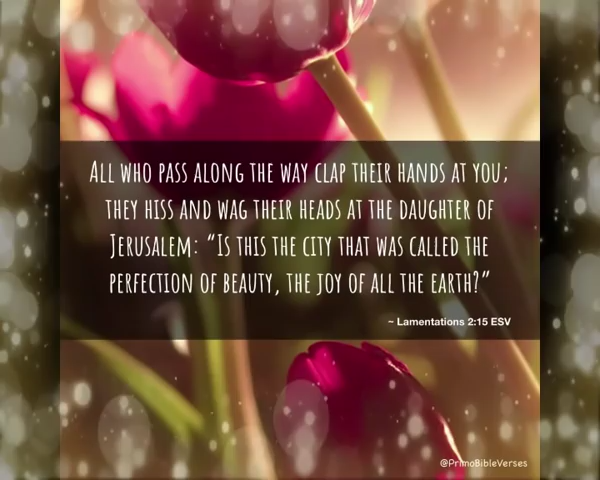 All who pass along the way clap their hands at you;
they hiss and wag their heads at the daughter of
Jerusalem: “Is this the city that was called the
perfection of beauty, the joy of all the earth?”
~ Lamentations 2:15 ESV
@PrimoBibleVerses